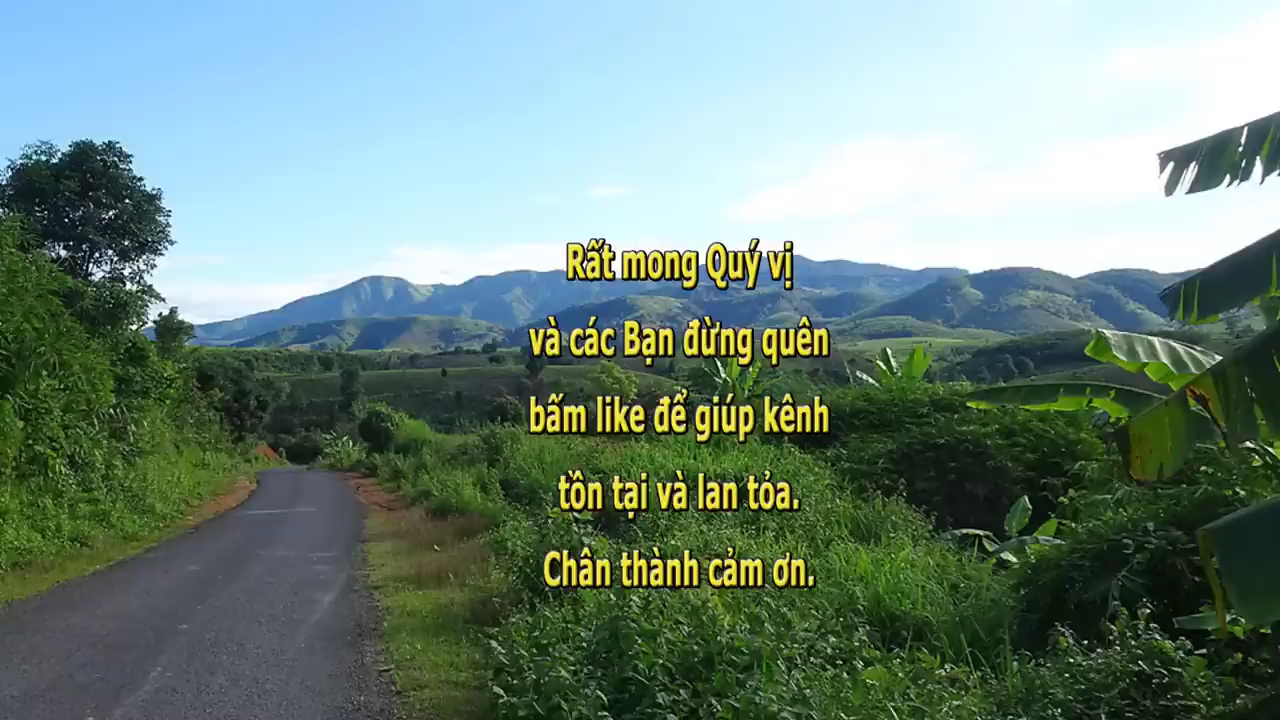 Rất mong Quý vị
và các Bạn đừng quên
bấm like để giúp kênh
tồn tại và lan tỏa.
Chân thành cảm ơn.